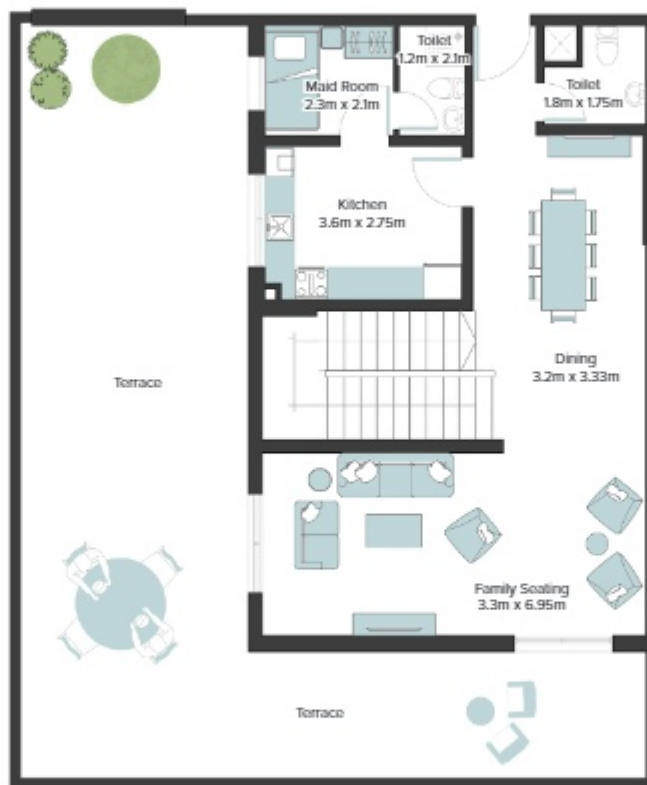 Toilet
1.2m x 2.1m
Maid Room
2.3m x 2.1m
Toilet
1.8m x 1.75m
Kitchen
3.6m x 2.75m
Dining
3.2m x 3.33m
Terrace
Family Seating
3.3m x 6.95m
Terrace